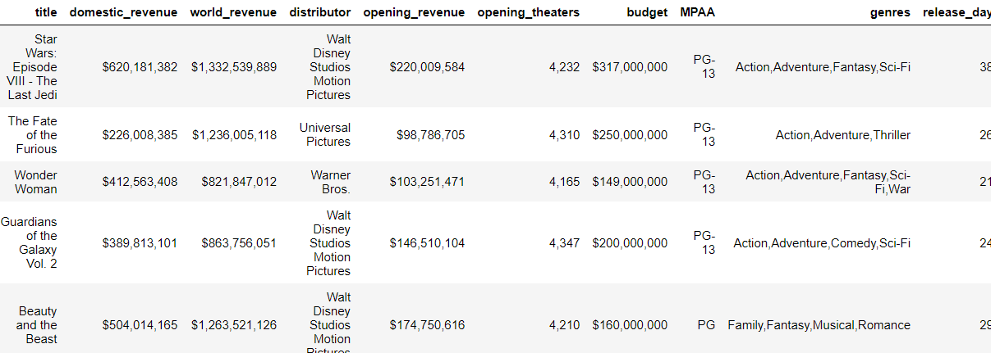 title domestic_revenue world_revenue distributor opening_revenue opening_theaters budget MPAA genres release_day
Star
Wars:
Episode
VIII - The
Last Jedi
$620,181,382 $1,332,539,889
Walt
Disney
Studios
Motion
Pictures
$220,009,584 4,232 $317,000,000
PG-
13
Action,Adventure,Fantasy,Sci-Fi 38
The Fate
of the
Furious
$226,008,385 $1,236,005,118
Universal
Pictures
$98,786,705 4,310 $250,000,000
PG-
13
Action,Adventure,Thriller 26
Wonder
Woman
$412,563,408 $821,847,012
Warner
Bros.
$103,251,471 4,165 $149,000,000
PG-
13
Action,Adventure,Fantasy,Sci-
Fi,War
21
Guardians
of the
Galaxy
Vol. 2
$389,813,101 $863,756,051
Walt
Disney
Studios
Motion
Pictures
$146,510,104 4,347 $200,000,000
PG-
13
Action,Adventure,Comedy,Sci-Fi 24
Beauty
and the
Beast
$504,014,165 $1,263,521,126
Walt
Disney
Studios
Motion
Pictures
$174,750,616 4,210 $160,000,000 PG Family,Fantasy,Musical,Romance 29